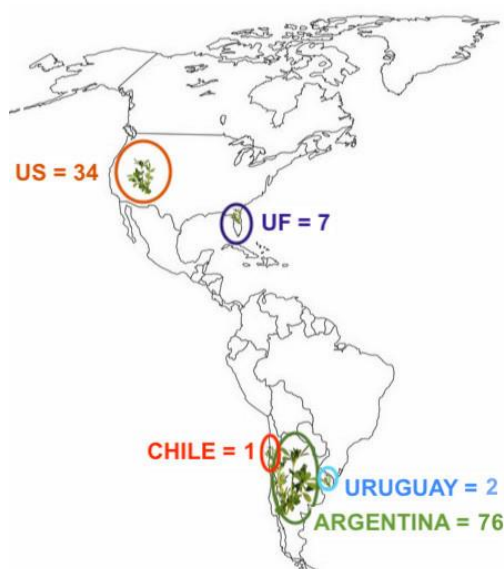 US = 34
UF = 7
CHILE = 1
URUGUAY = 2
ARGENTINA = 76